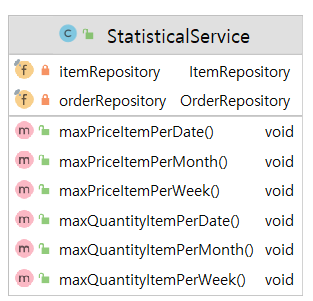 C StatisticalService
f itemRepository ItemRepository
f orderRepository OrderRepository
m maxPriceItemPerDate() void
m maxPriceItemPerMonth() void
m maxPriceItemPerWeek() void
m maxQuantityItemPerDate() void
m maxQuantityItemPerMonth() void
m maxQuantityItemPerWeek() void